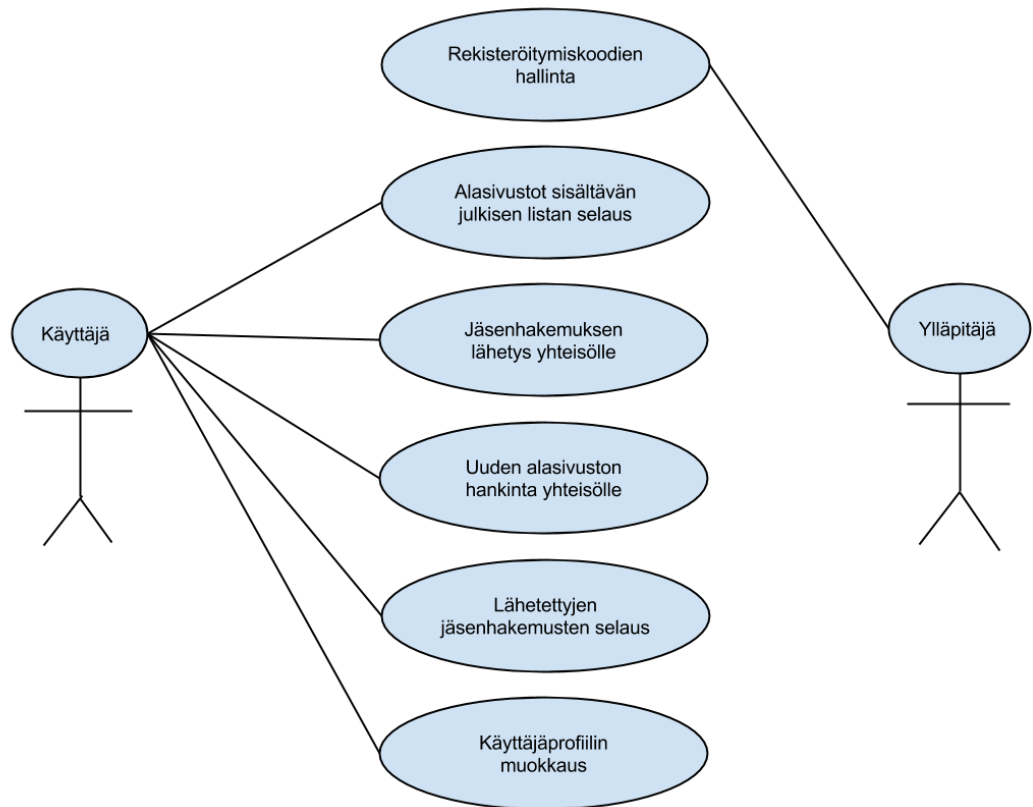 Rekisteröitymiskoodien
hallinta
Alasivustot sisältävän
julkisen listan selaus
Käyttäjä
Jäsenhakemuksen
lähetys yhteisölle
Ylläpitäjä
Uuden alasivuston
hankinta yhteisölle
Lähetettyjen
jäsenhakemusten selaus
Käyttäjäprofiilin
muokkaus